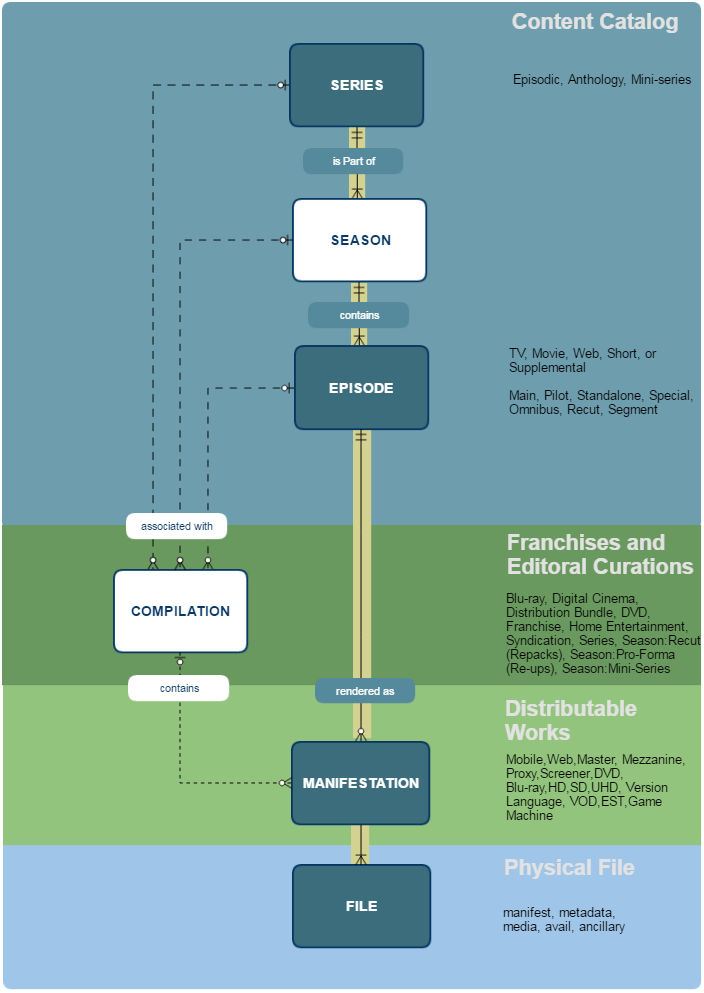 Content Catalog
SERIES
Episodic, Anthology, Mini-series
is Part of
SEASON
contains
EPISODE
TV, Movie, Web, Short, or
Supplemental
Main, Pilot, Standalone, Special,
Omnibus, Recut, Segment
associated with
Franchises and
Editoral Curations
COMPILATION
Blu-ray, Digital Cinema,
Distribution Bundle, DVD,
Franchise, Home Entertainment,
Syndication, Series, Season:Recut
(Repacks), Season:Pro-Forma
(Re-ups), Season:Mini-Series
contains
rendered as
Distributable
Works
MANIFESTATION
Mobile,Web,Master, Mezzanine,
Proxy,Screener,DVD,
Blu-ray,HD,SD,UHD, Version
Language, VOD,EST,Game
Machine
Physical File
FILE
manifest, metadata,
media, avail, ancillary